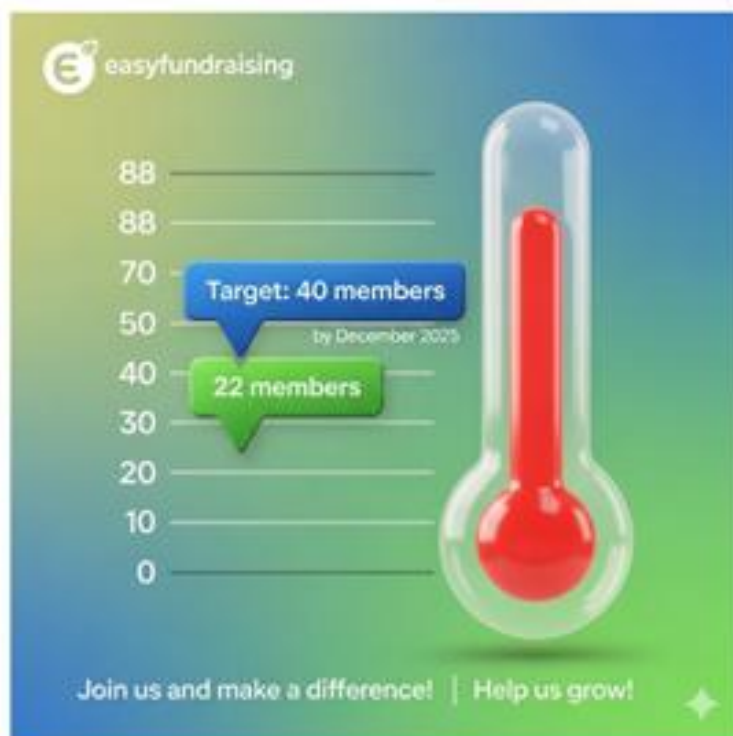 easyfundraising
88
88
70
Target: 40 members
50
by December 2025
40
22 members
30
20
10
0
Join us and make a difference! | Help us grow!